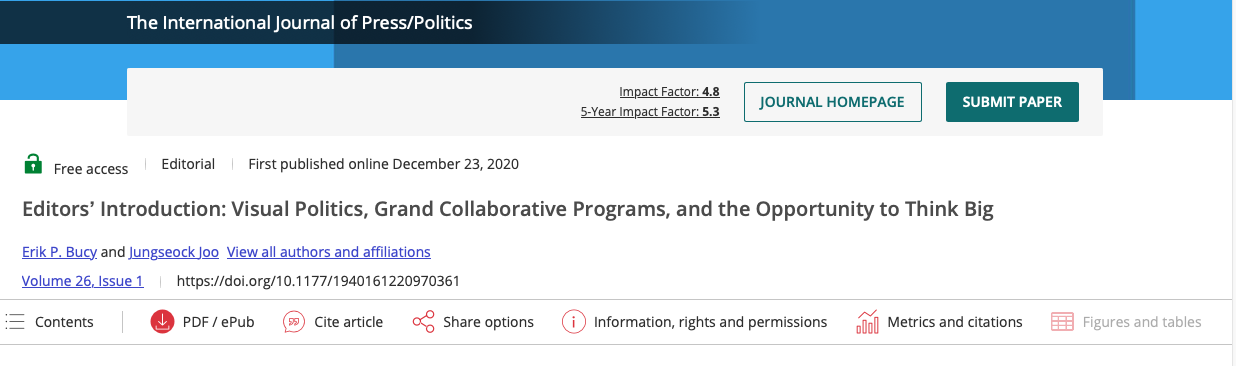 The International Journal of Press/Politics
Impact Factor: 4.8
5-Year Impact Factor: 5.3
JOURNAL HOMEPAGE
SUBMIT PAPER
Free access
Editorial
First published online December 23, 2020
Editors’ Introduction: Visual Politics, Grand Collaborative Programs, and the Opportunity to Think Big
Erik P. Bucy and Jungseock Joo View all authors and affiliations
Volume 26, Issue 1
https://doi.org/10.1177/1940161220970361
Contents
PDF / ePub
Cite article
Share options
Information, rights and permissions
Metrics and citations
Figures and tables